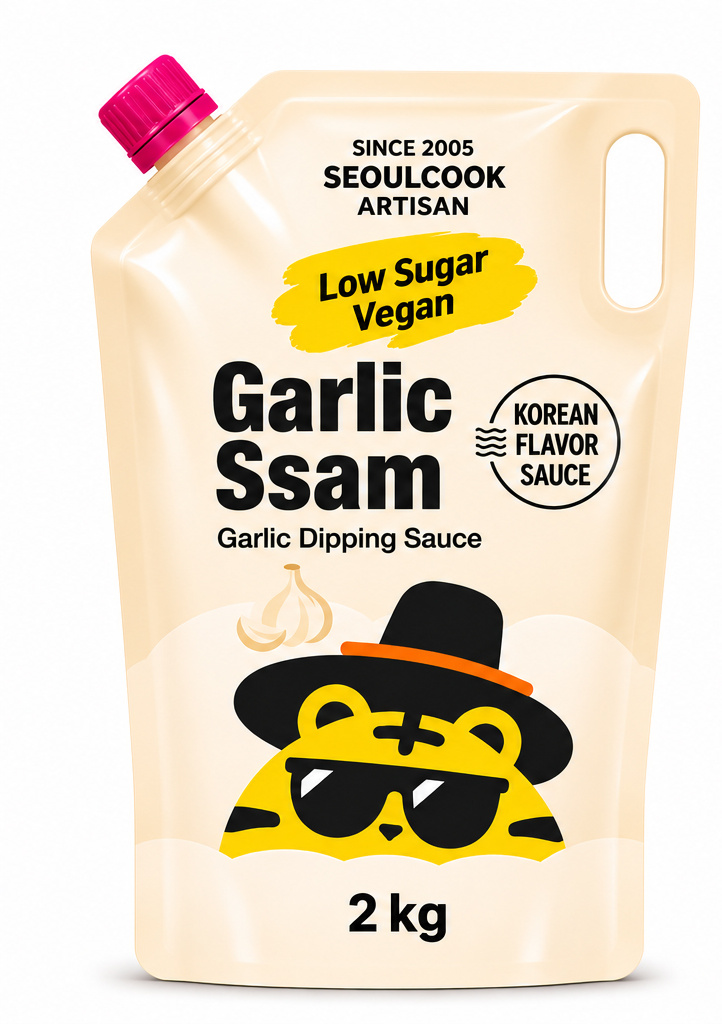 SINCE 2005
SEOULCOOK
ARTISAN
Low Sugar
Vegan
Garlic
Ssam
KOREAN
FLAVOR
SAUCE
Garlic Dipping Sauce
2 kg